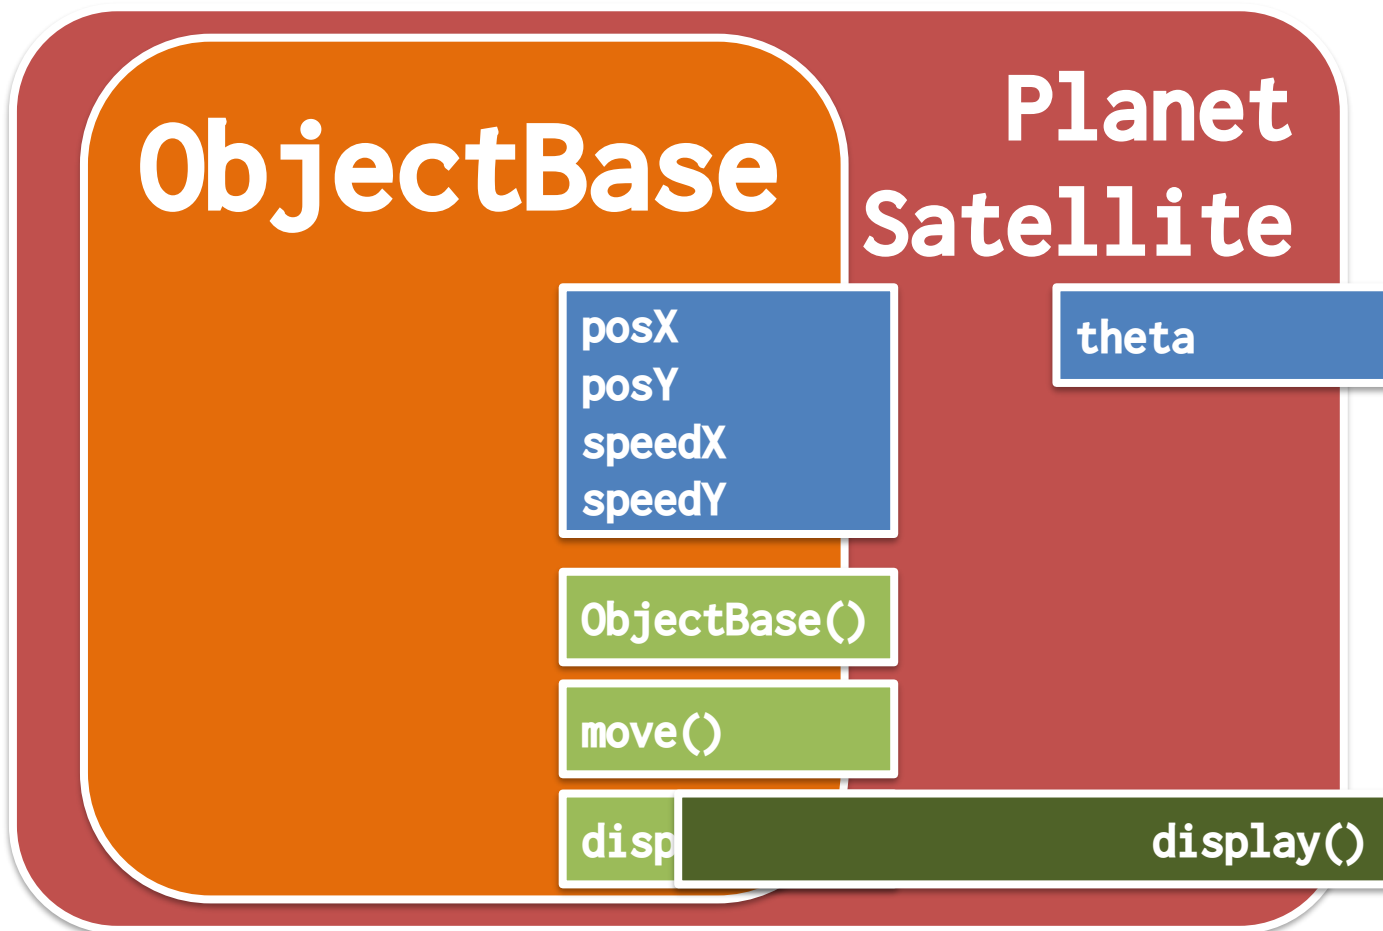 ObjectBase
Planet
Satellite
posX
posY
speedX
speedY
theta
ObjectBase()
move()
disp
display()